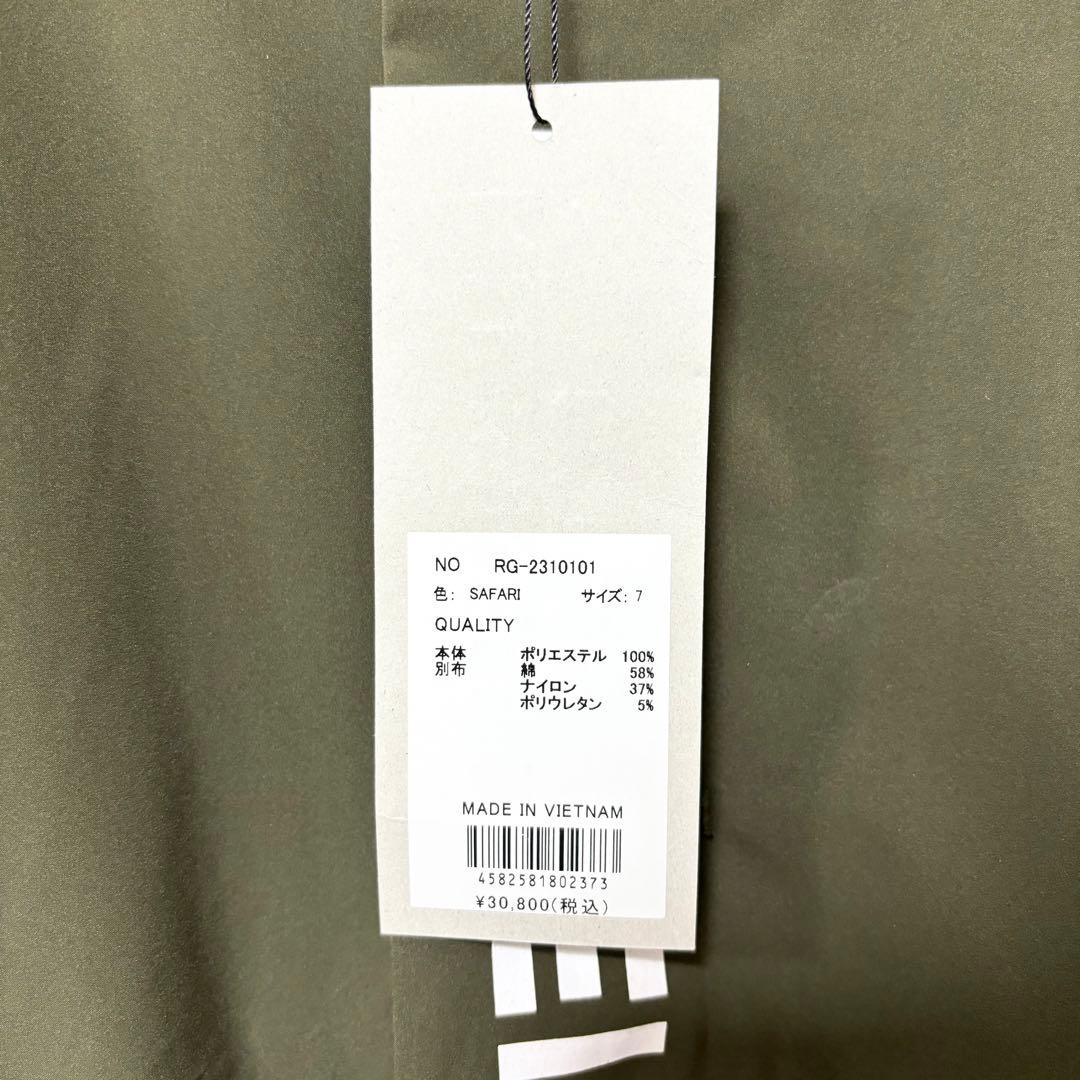 NO RG-2310101
色： SAFARI サイズ： 7
QUALITY
本体 ポリエステル 100%
別布 綿 58%
ナイロン 37%
ポリウレタン 5%
MADE IN VIETNAM
4582581802373
¥30,800(税込)